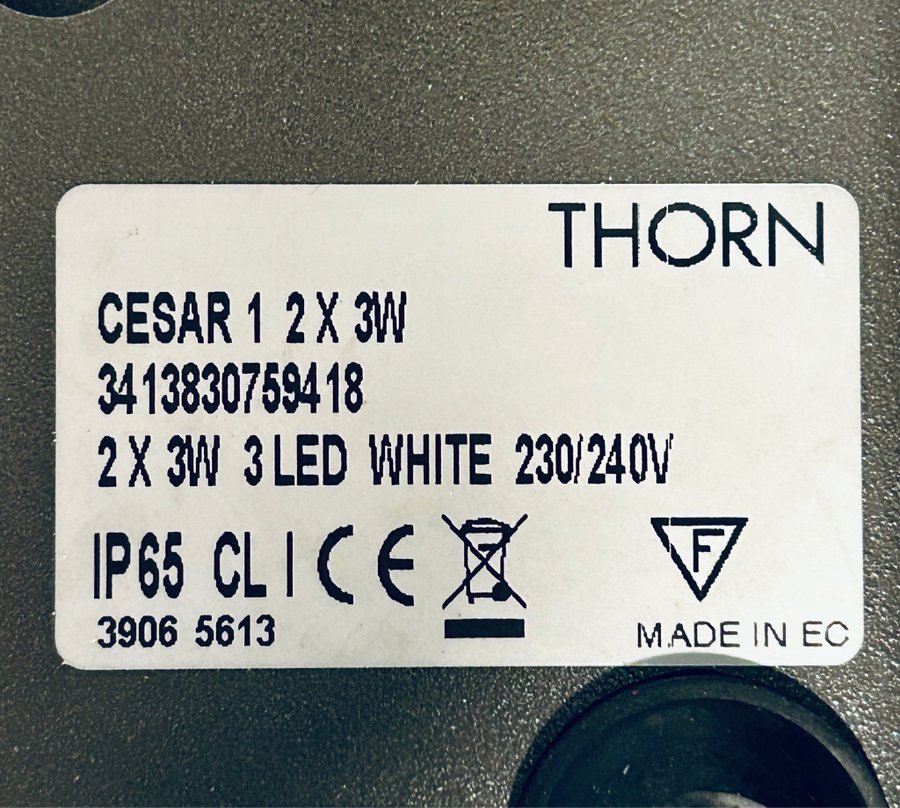 THORN
CESAR 1 2 X 3W
3413830759418
2 X 3W 3 LED WHITE 230/240V
IP65 CL I CE F
3906 5613
MADE IN EC